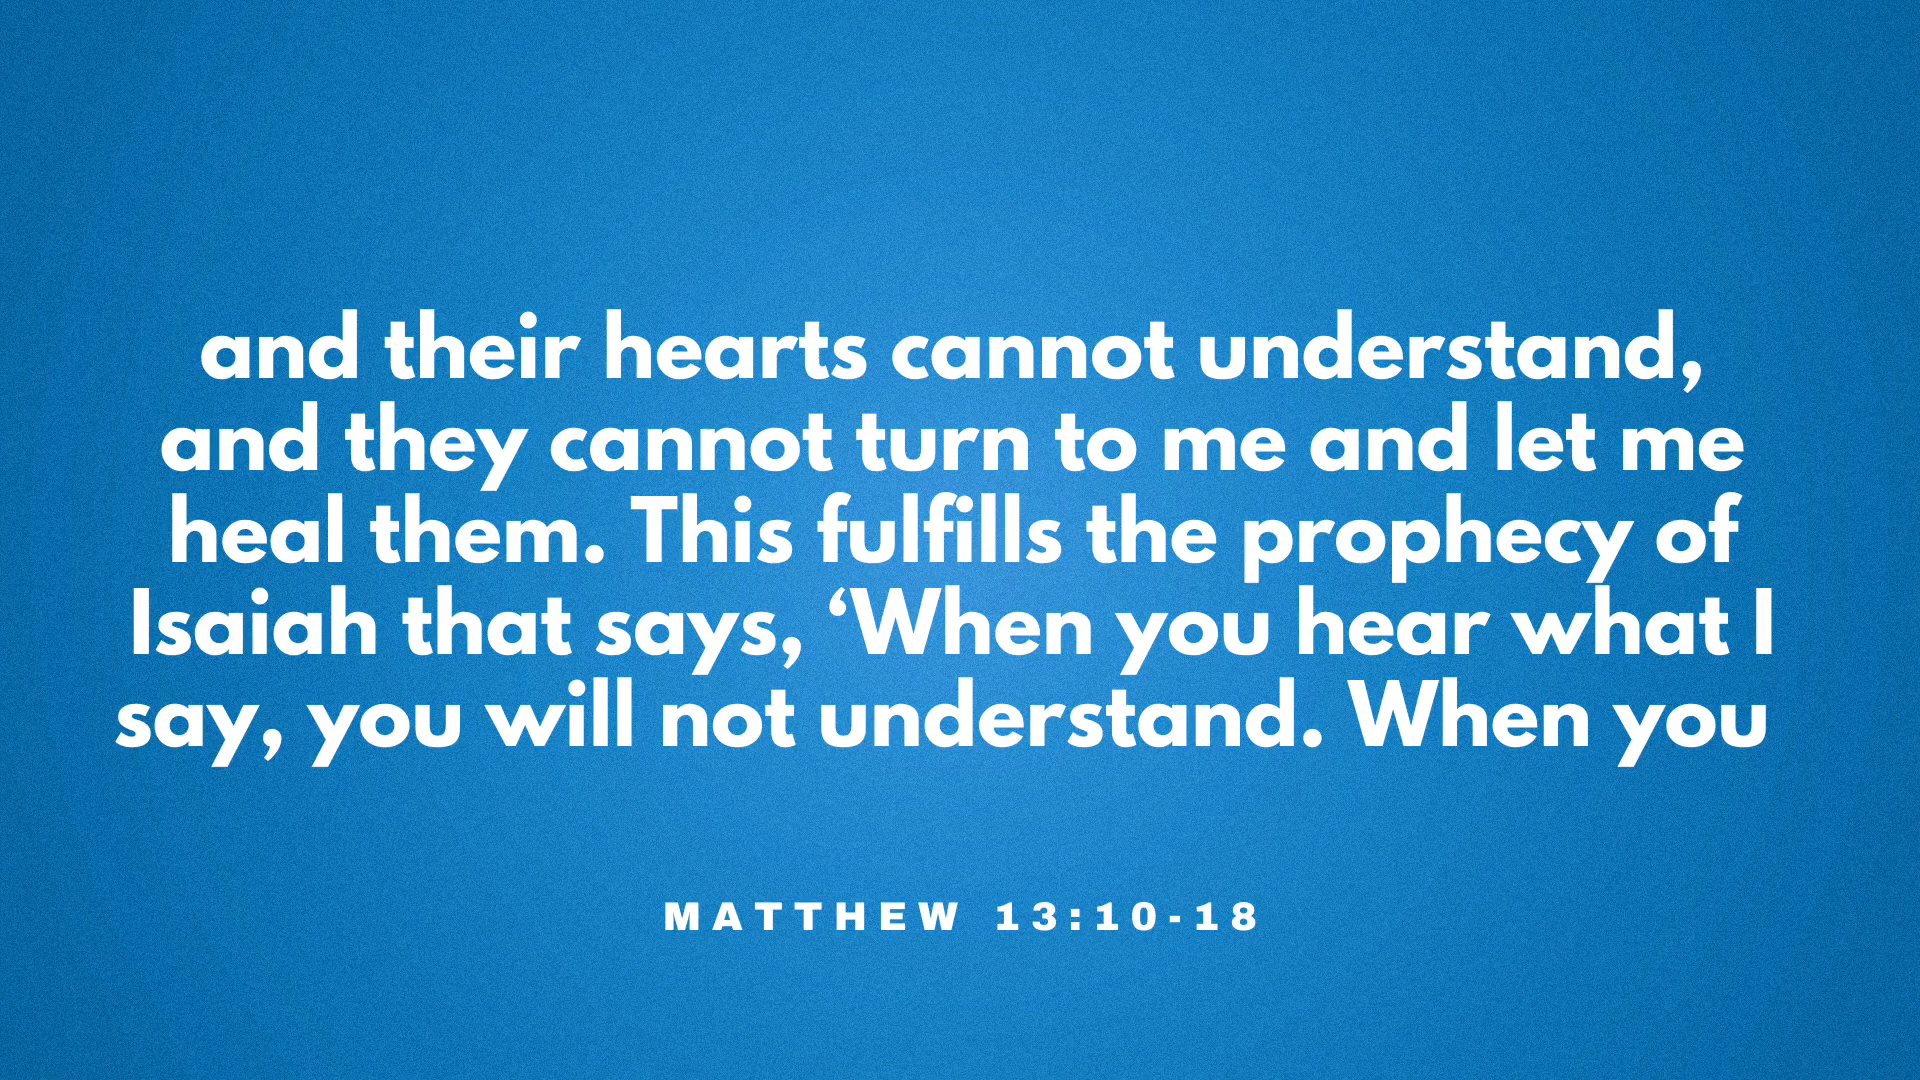 and their hearts cannot understand,
and they cannot turn to me and let me
heal them. This fulfills the prophecy of
Isaiah that says, ‘When you hear what I
say, you will not understand. When you
MATTHEW 13:10-18